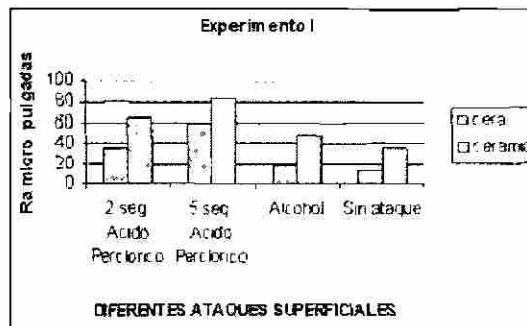 Experimento I
Ra micro pulgadas
100
80
60
40
20
0
2 seg
Acido
Perclorico
5 seg
Acido
Perclorico
Alcohol
Sin ataque
cera
ceramic
DIFERENTES ATAQUES SUPERFICIALES